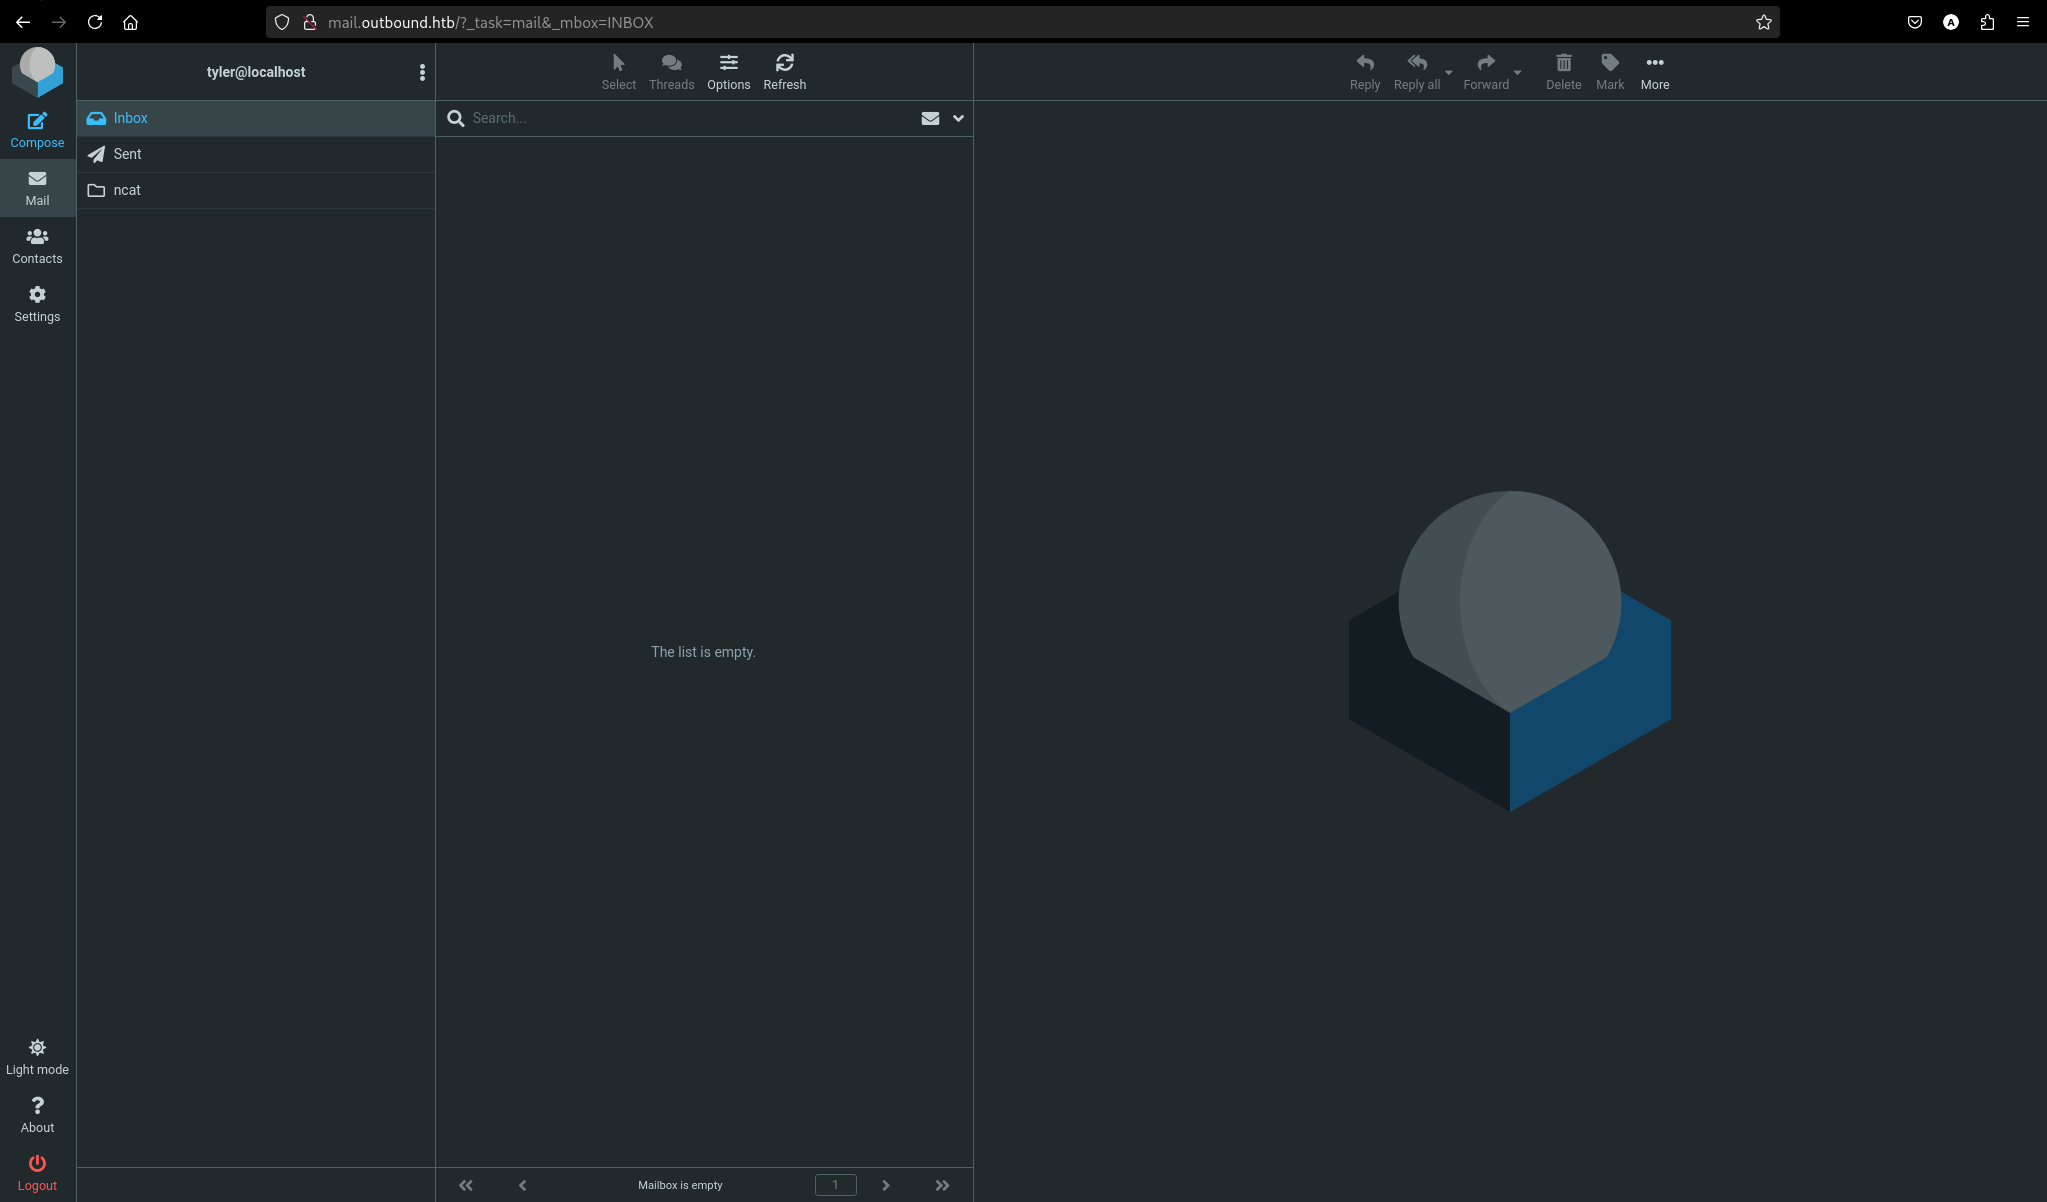 mail.outbound.htb/?_task=mail&_mbox=INBOX
A
tyler@localhost
Select Threads Options Refresh
Reply Reply all Forward Delete Mark More
Compose
Mail
Contacts
Settings
Inbox
Sent
ncat
Search...
The list is empty.
Light mode
About
Logout
Mailbox is empty 1